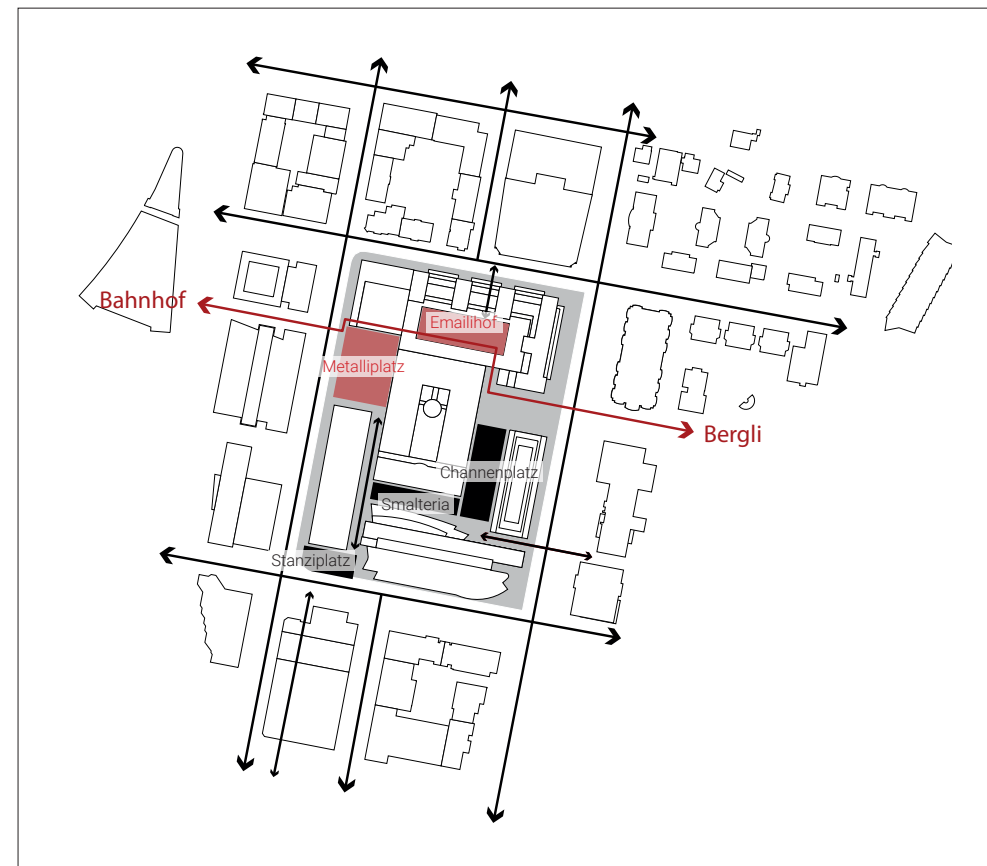 Bahnhof
Emailihof
Metalliplatz
Bergli
Channenplatz
Smalteria
Stanziplatz